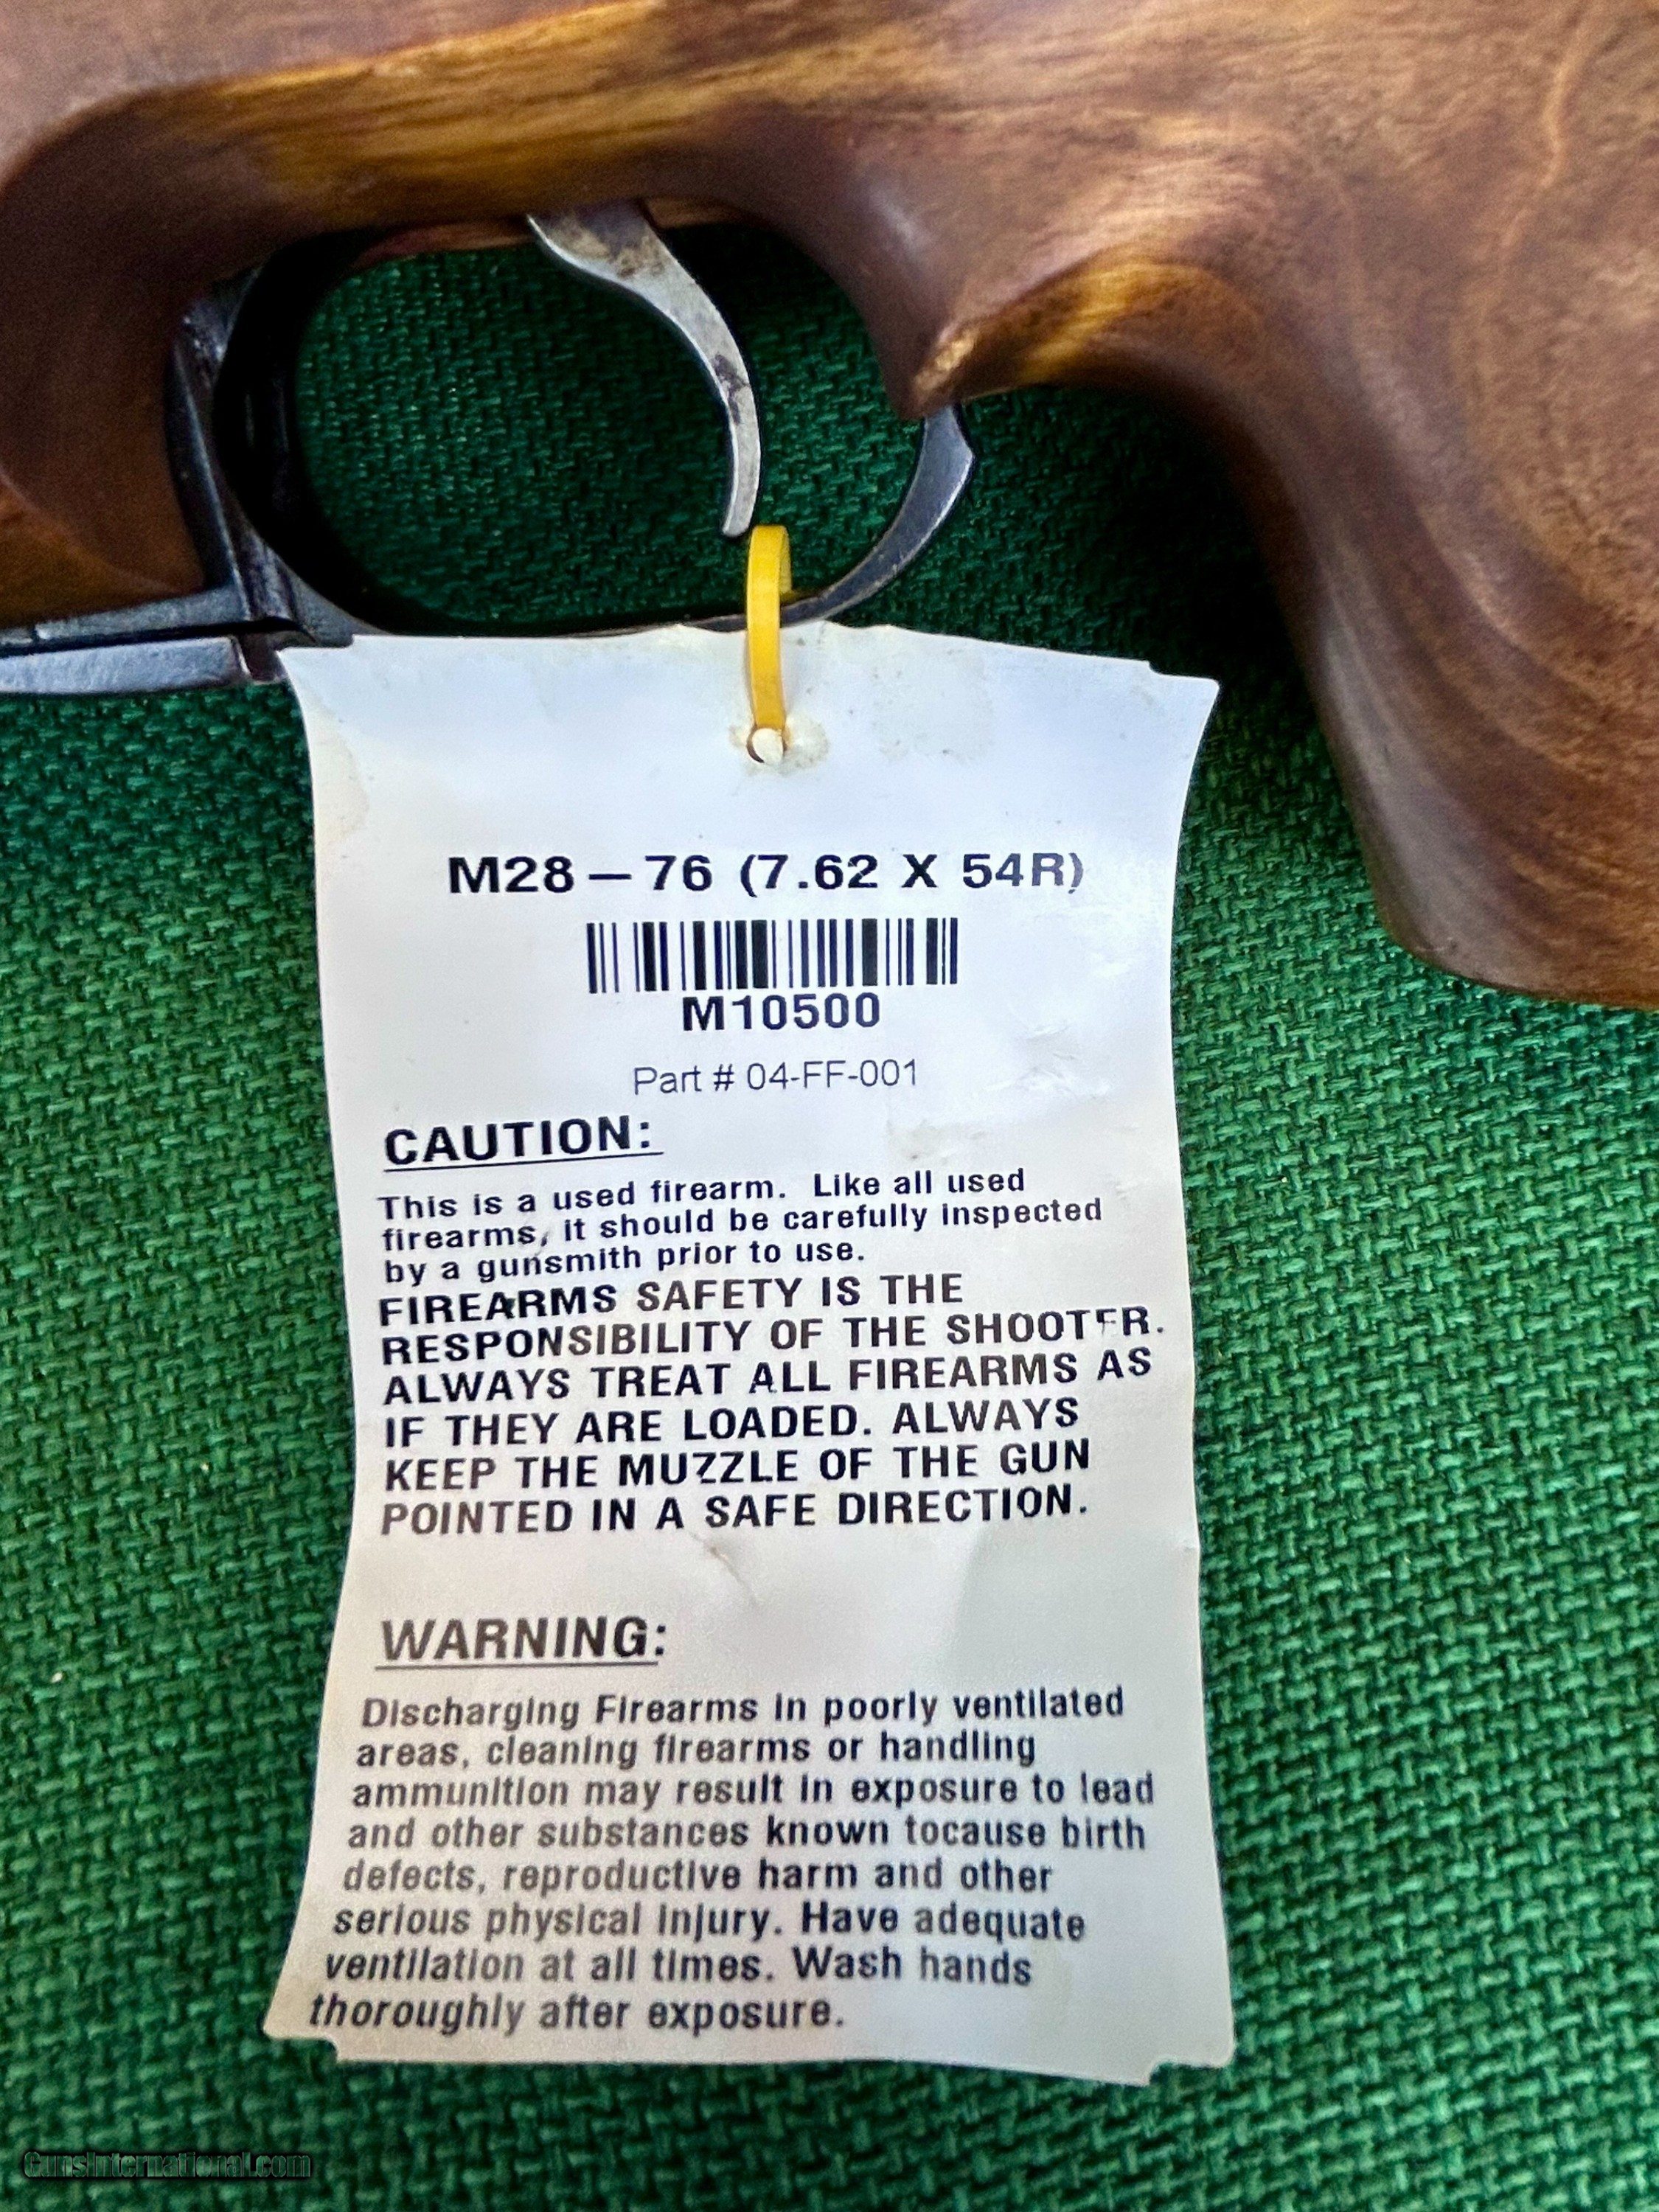 M28 – 76 (7.62 X 54R)
M10500
Part # 04-FF-001
CAUTION:
This is a used firearm. Like all used
firearms, it should be carefully inspected
by a gunsmith prior to use.
FIREARMS SAFETY IS THE
RESPONSIBILITY OF THE SHOOTER.
ALWAYS TREAT ALL FIREARMS AS
IF THEY ARE LOADED. ALWAYS
KEEP THE MUZZLE OF THE GUN
POINTED IN A SAFE DIRECTION.
WARNING:
Discharging Firearms in poorly ventilated
areas, cleaning firearms or handling
ammunition may result in exposure to lead
and other substances known tocause birth
defects, reproductive harm and other
serious physical injury. Have adequate
ventilation at all times. Wash hands
thoroughly after exposure.
GunsInternational.com